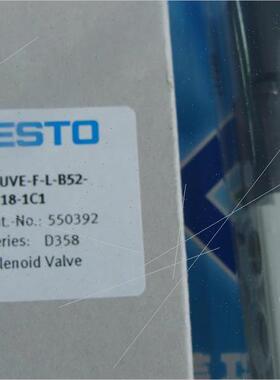 ESTO
UVE-F-L-B52-
18-1C1
t.-No.: 550392
eries: D358
lenoid Valve